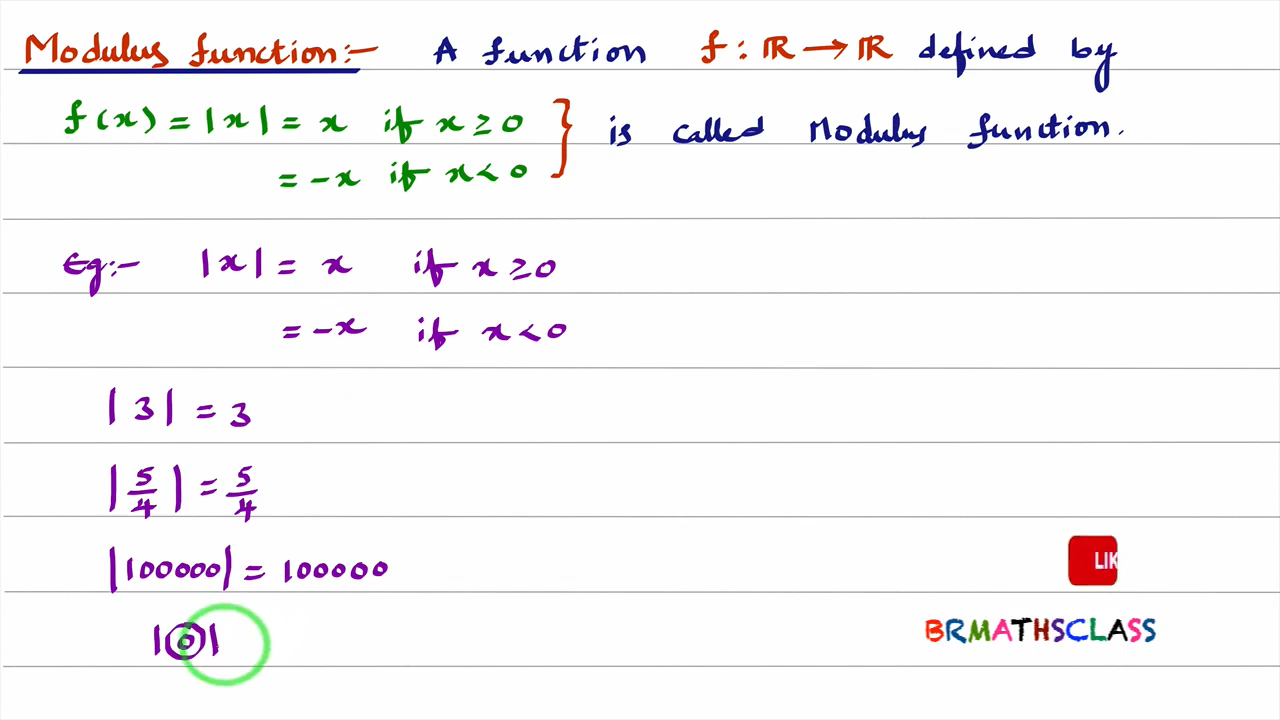 Modulus function:- A function f : ℝ → ℝ defined by
f(x) = |x| = x if x ≥ 0
= -x if x < 0 } is called Modulus function.
Eg:- |x| = x if x ≥ 0
= -x if x < 0
|3| = 3
|5/4| = 5/4
|100000| = 100000
LIK
|0|
BRMATHSCLASS